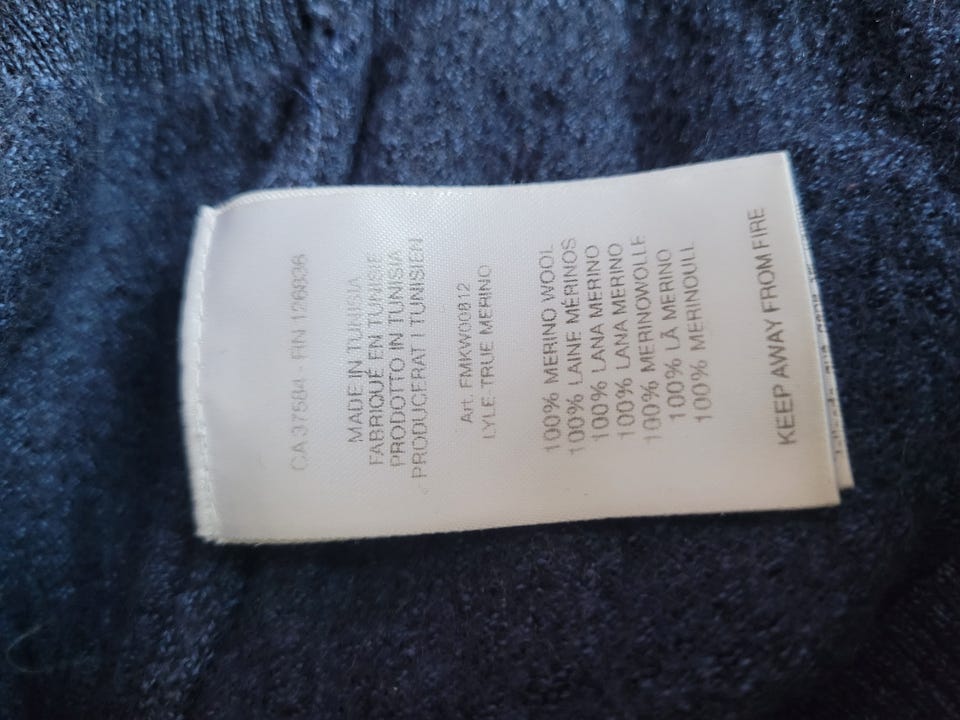 CA 37584 - RN 126936
MADE IN TUNISIA
FABRIQUÉ EN TUNISIE
PRODOTTO IN TUNISIA
PRODUCERAT I TUNISIEN
Art. FMKW00812
LYLE TRUE MERINO
100% MERINO WOOL
100% LAINE MÉRINOS
100% LANA MERINO
100% LANA MERINO
100% MERINOWOLLE
100% LÃ MERINO
100% MERINOULL
KEEP AWAY FROM FIRE